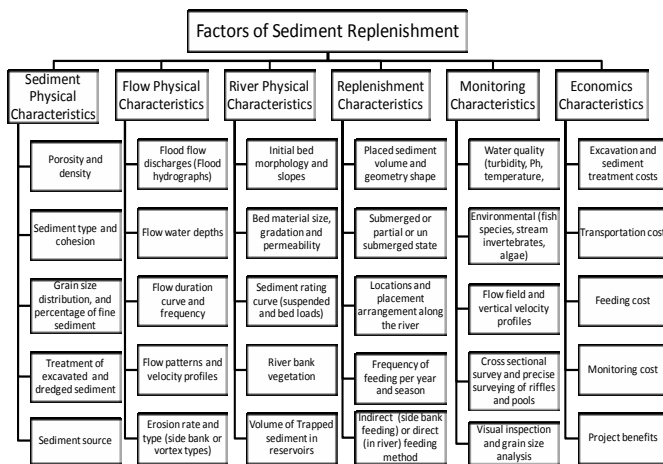 Factors of Sediment Replenishment
Sediment
Physical
Characteristics
Flow Physical
Characteristics
River Physical
Characteristics
Replenishment
Characteristics
Monitoring
Characteristics
Economics
Characteristics
Porosity and
density
Sediment type and
cohesion
Grain size
distribution, and
percentage of fine
sediment
Treatment of
excavated and
dredged sediment
Sediment source
Flood flow
discharges (Flood
hydrographs)
Flow water depths
Flow duration
curve and
frequency
Flow patterns and
velocity profiles
Erosion rate and
type (side bank or
vortex types)
Initial bed
morphology and
slopes
Bed material size,
gradation and
permeability
Sediment rating
curve (suspended
and bed loads)
River bank
vegetation
Volume of Trapped
sediment in
reservoirs
Placed sediment
volume and
geometry shape
Submerged or
partial or un
submerged state
Locations and
placement
arrangement along
the river
Frequency of
feeding per year
and season
Indirect (side bank
feeding) or direct
(in river) feeding
method
Water quality
(turbidity, Ph,
temperature,
Environmental (fish
species, stream
invertebrates,
algae)
Flow field and
vertical velocity
profiles
Cross sectional
survey and precise
surveying of riffles
and pools
Visual inspection
and grain size
analysis
Excavation and
sediment
treatment costs
Transportation cost
Feeding cost
Monitoring cost
Project benefits